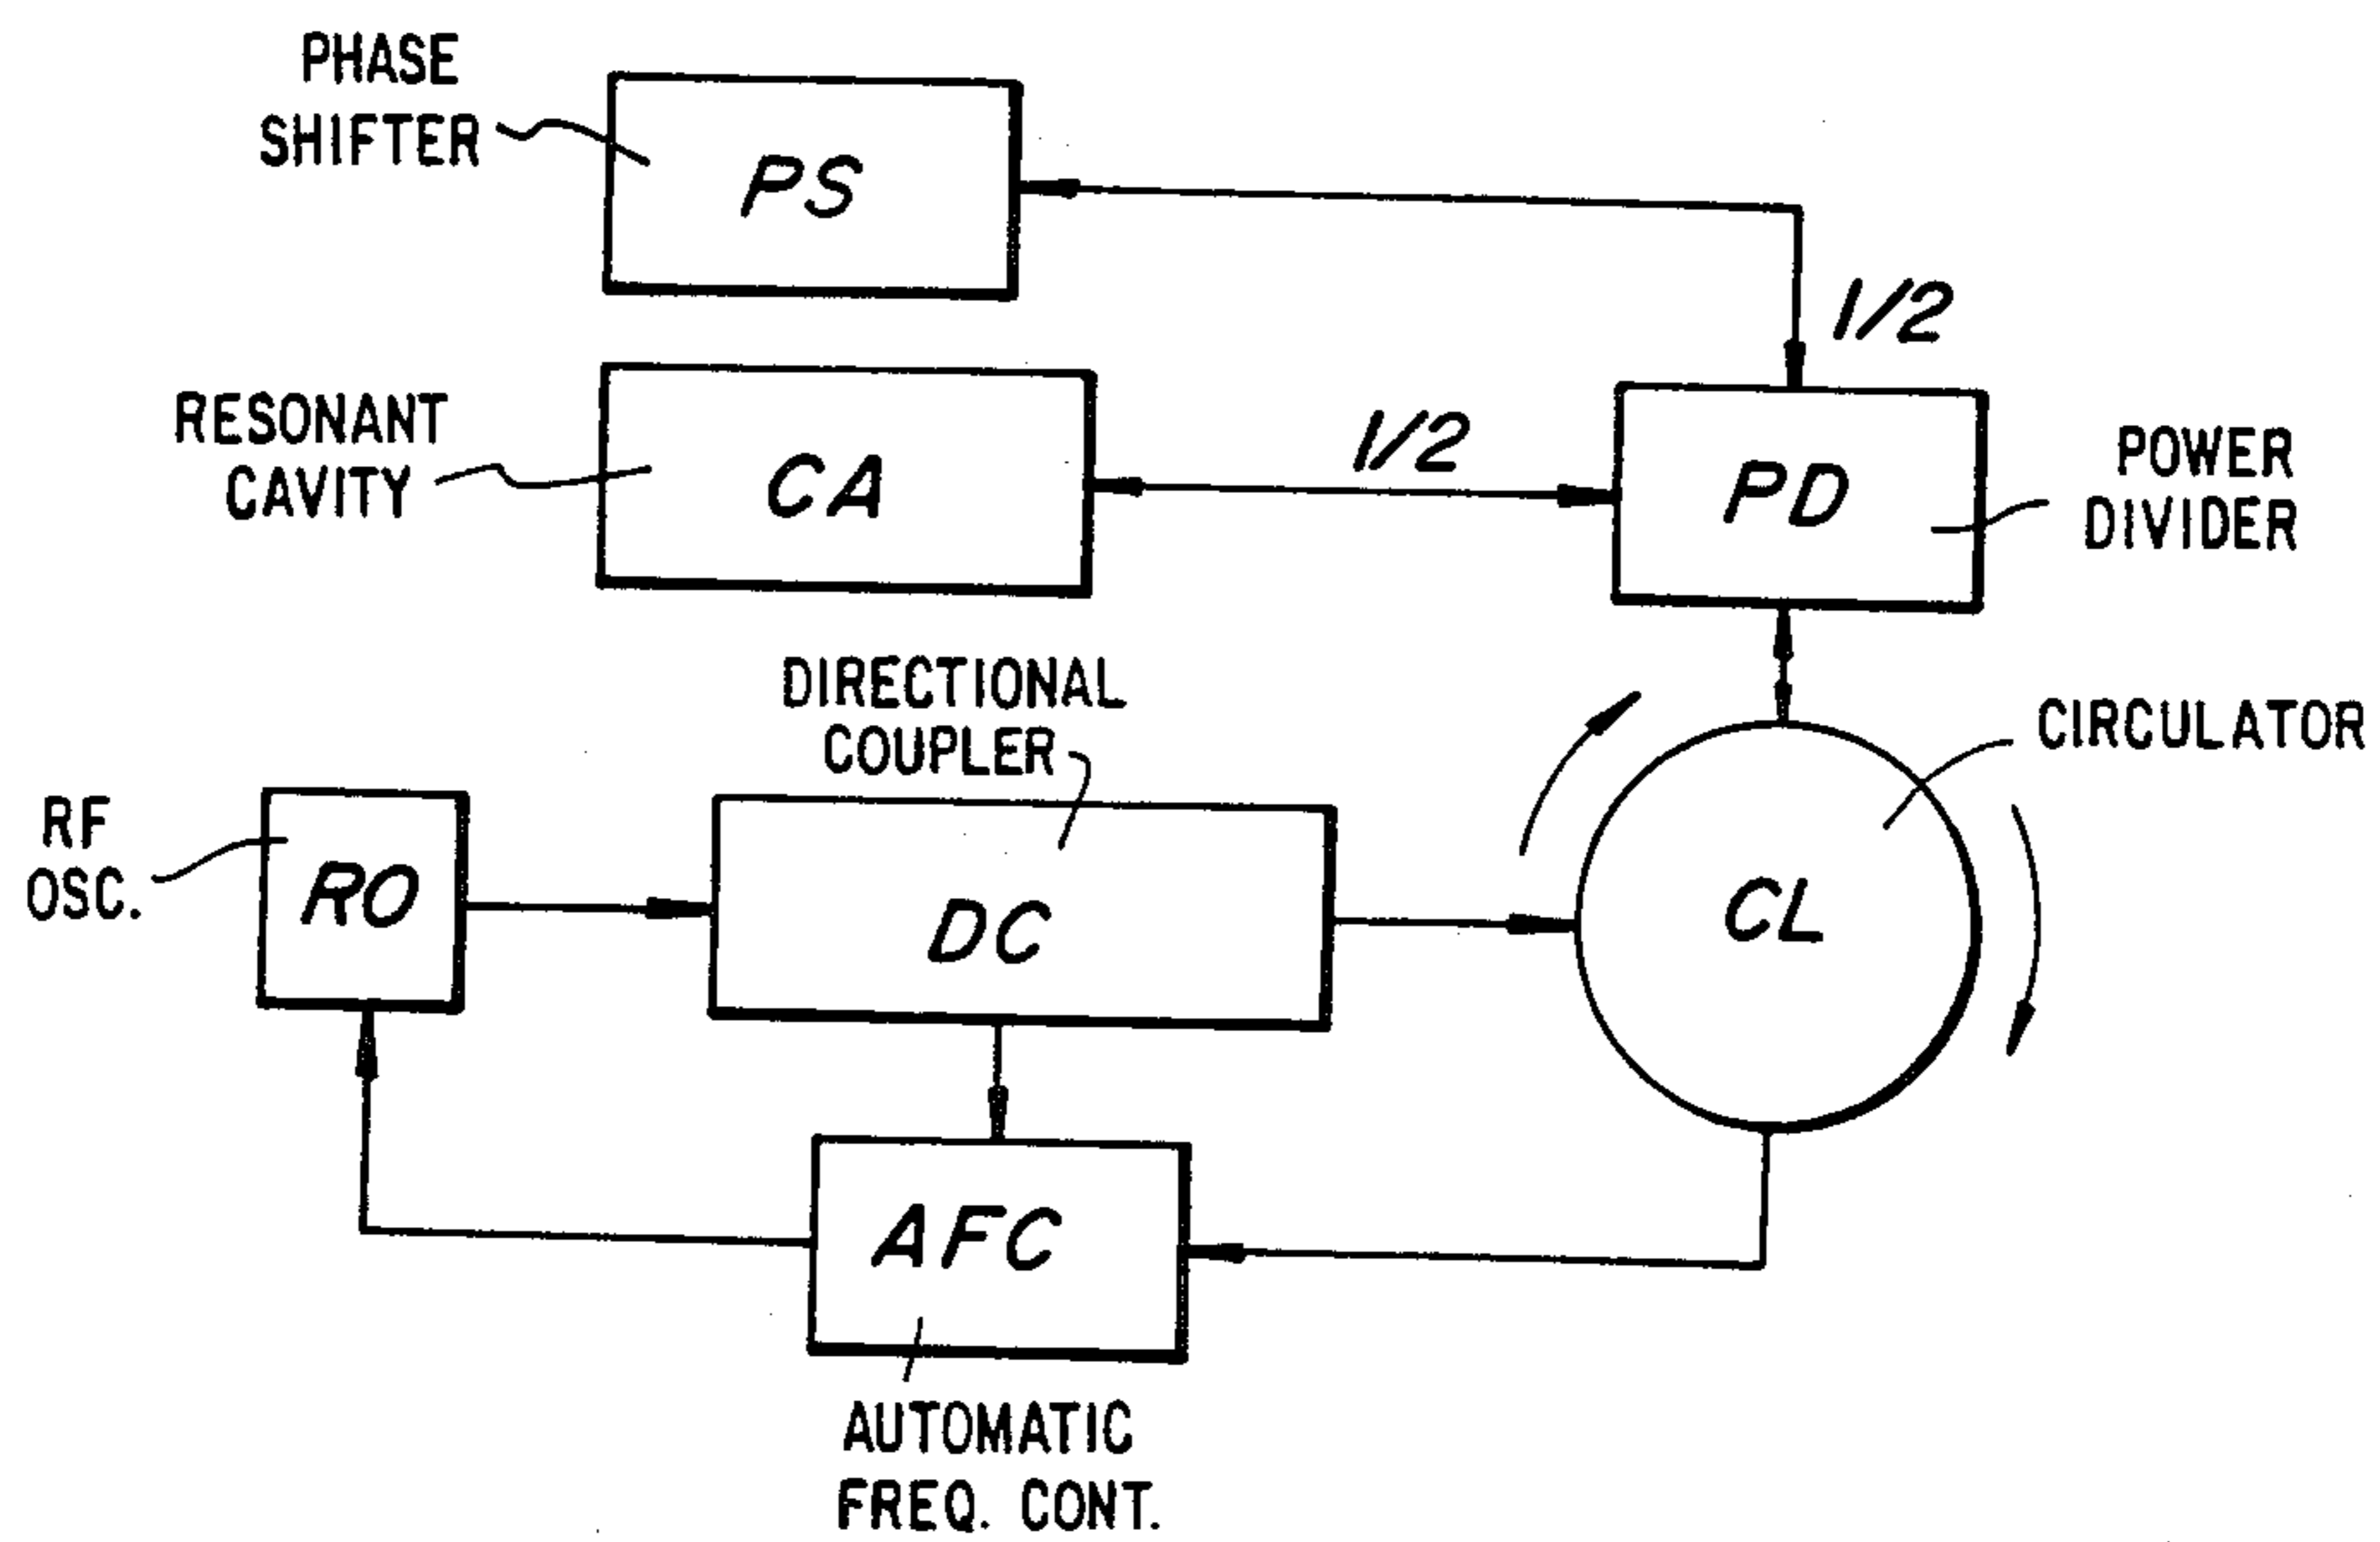 PHASE
SHIFTER
PS
1/2
RESONANT
CAVITY
CA
1/2
PD
POWER
DIVIDER
DIRECTIONAL
COUPLER
CIRCULATOR
RF
OSC.
RO
DC
CL
AFC
AUTOMATIC
FREQ. CONT.